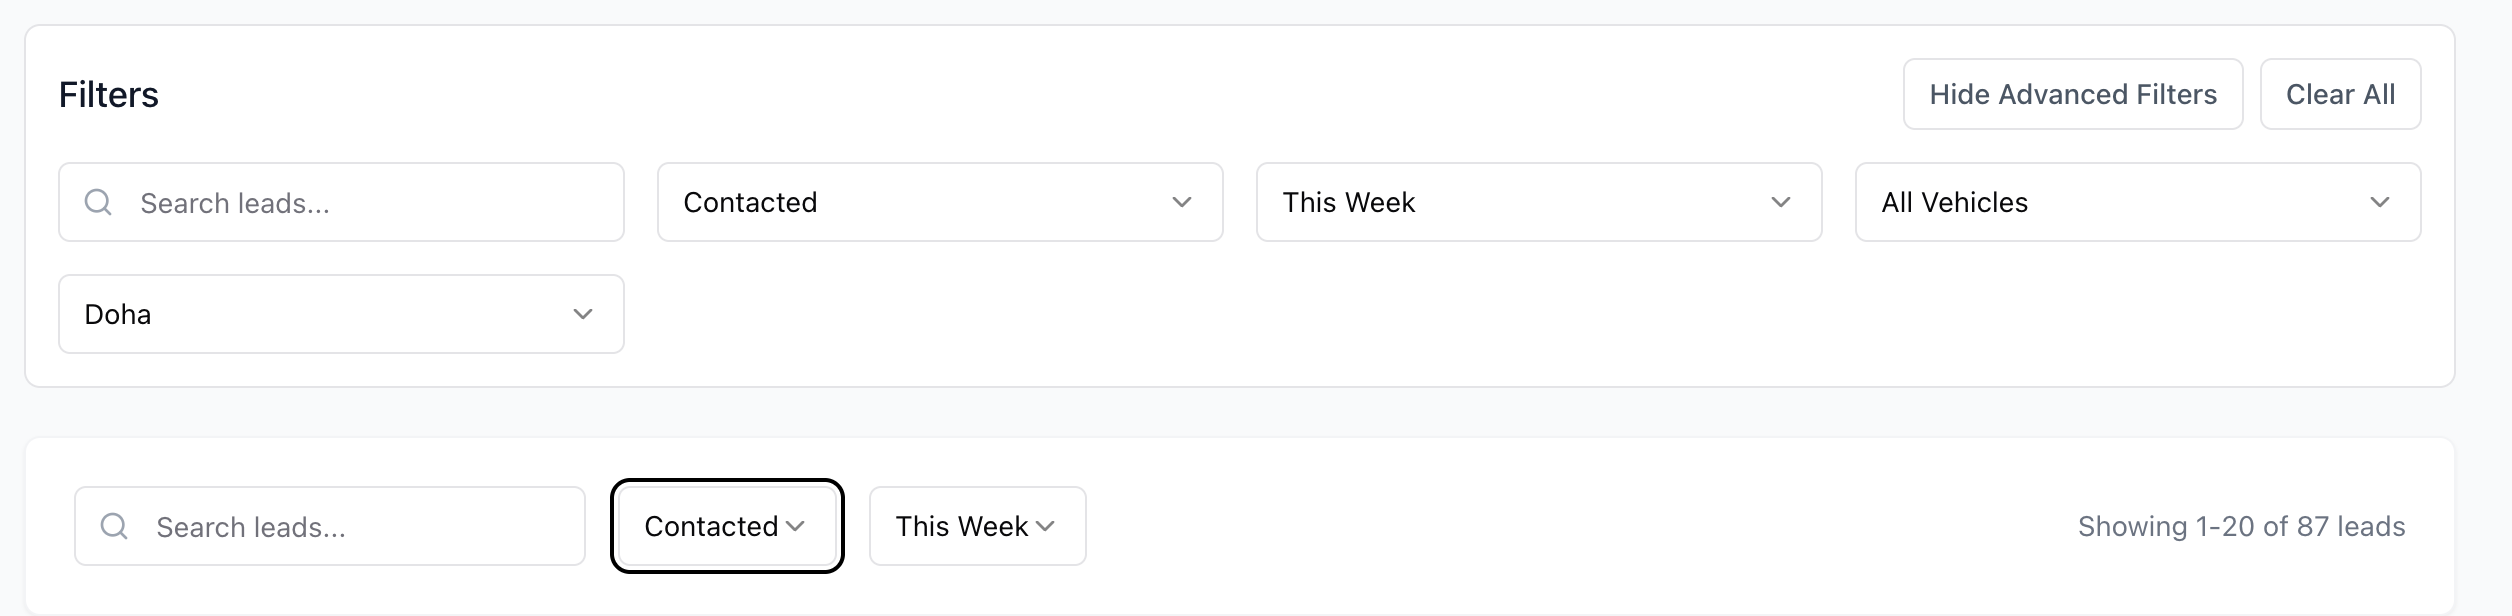 Filters
Hide Advanced Filters
Clear All
Search leads...
Contacted
This Week
All Vehicles
Doha
Search leads...
Contacted
This Week
Showing 1-20 of 87 leads